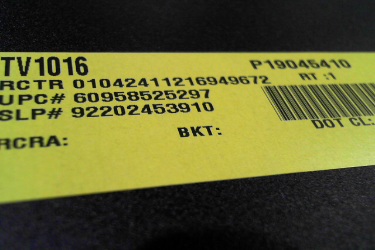 TV1016 P19045410
RCTR 01042411216949672 RT :1
UPC# 60958525297
SLP# 92202453910
RCRA: BKT: DOT CL: